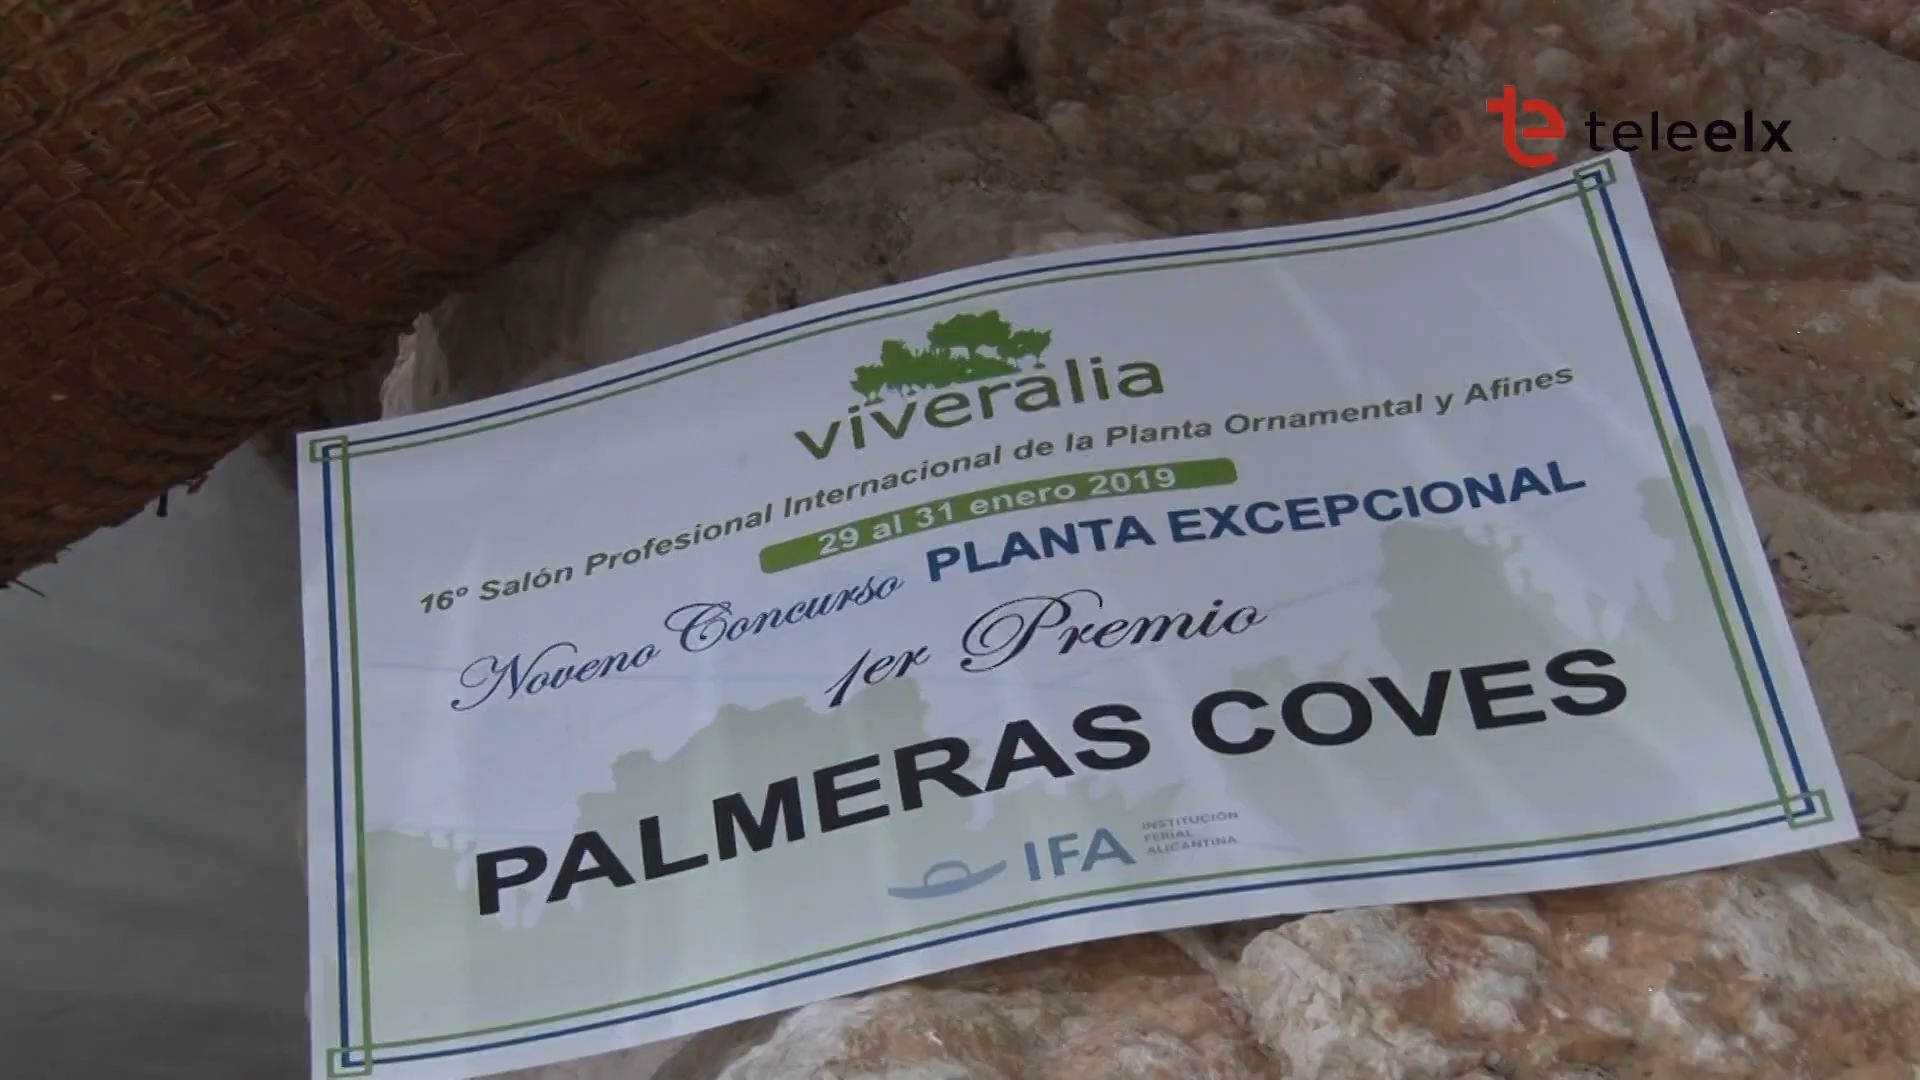 teleelx
viveralia
16º Salón Profesional Internacional de la Planta Ornamental y Afines
29 al 31 enero 2019
Noveno Concurso PLANTA EXCEPCIONAL
1er Premio
PALMERAS COVES
IFA
INSTITUCIÓN
FERIAL
ALICANTINA